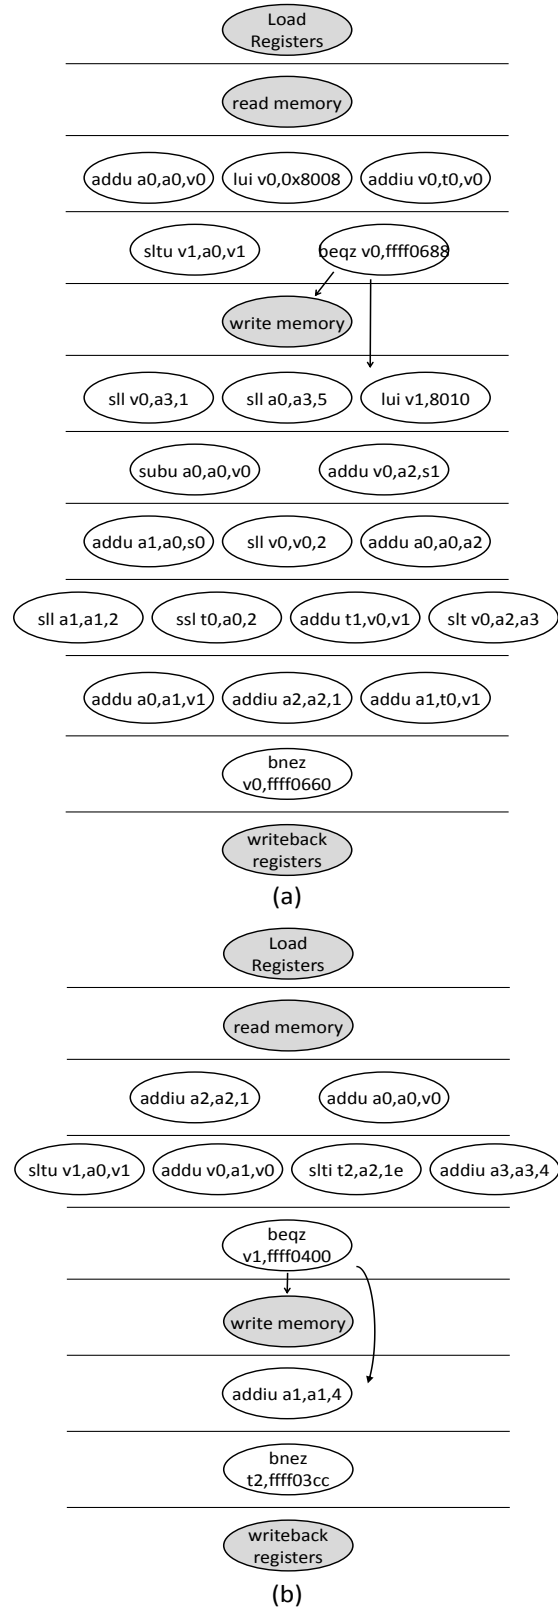 Load
Registers
read memory
addu a0,a0,v0 lui v0,0x8008 addiu v0,t0,v0
sltu v1,a0,v1 beqz v0,ffff0688
write memory
sll v0,a3,1 sll a0,a3,5 lui v1,8010
subu a0,a0,v0 addu v0,a2,s1
addu a1,a0,s0 sll v0,v0,2 addu a0,a0,a2
sll a1,a1,2 ssl t0,a0,2 addu t1,v0,v1 slt v0,a2,a3
addu a0,a1,v1 addiu a2,a2,1 addu a1,t0,v1
bnez
v0,ffff0660
writeback
registers
(a)
Load
Registers
read memory
addiu a2,a2,1 addu a0,a0,v0
sltu v1,a0,v1 addu v0,a1,v0 slti t2,a2,1e addiu a3,a3,4
beqz
v1,ffff0400
write memory
addiu a1,a1,4
bnez
t2,ffff03cc
writeback
registers
(b)